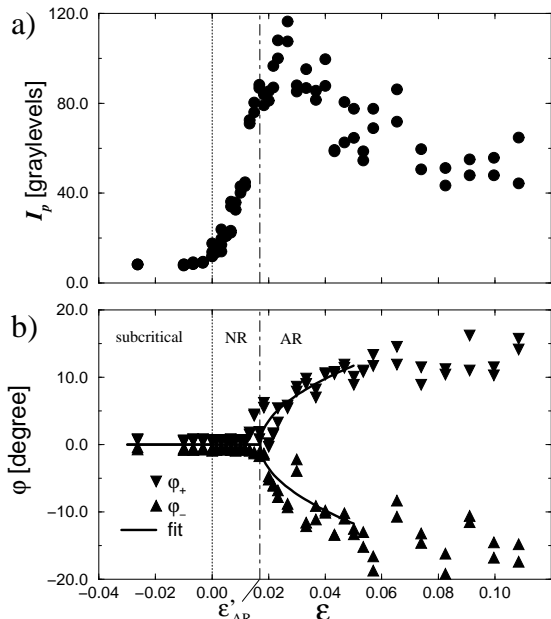 a)
120.0
80.0
40.0
0.0
I_p [graylevels]
b)
20.0
10.0
0.0
−10.0
−20.0
φ [degree]
subcritical NR AR
φ₊
φ₋
fit
−0.04 −0.02 0.00 0.02 0.04 0.06 0.08 0.10
ε'_AR ε